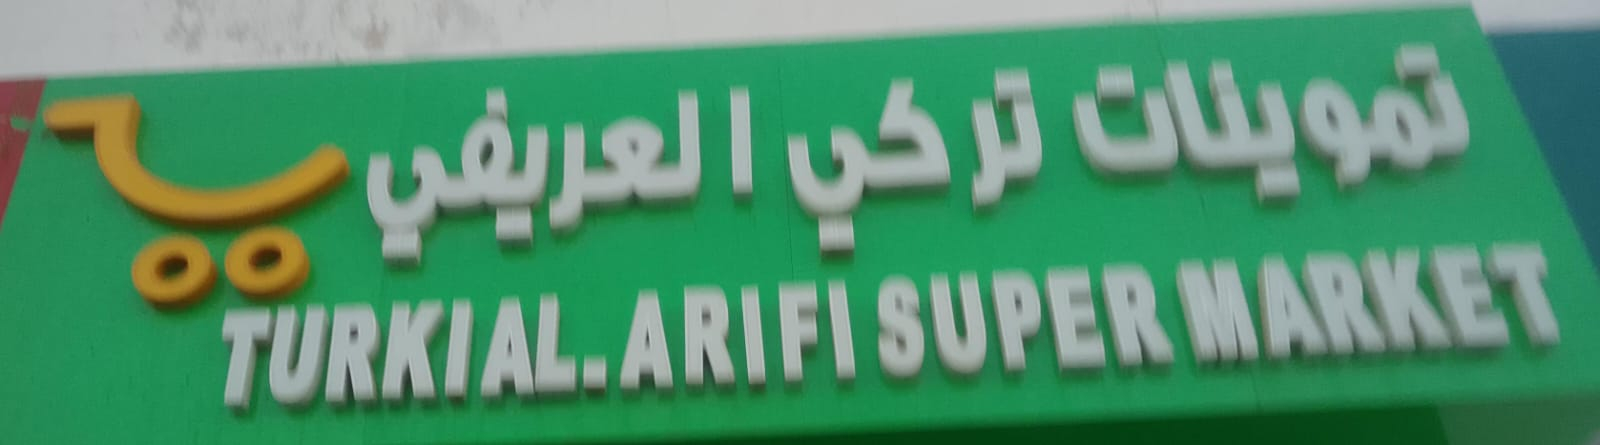 تموينات تركي العريفي
TURKI AL. ARIFI SUPER MARKET